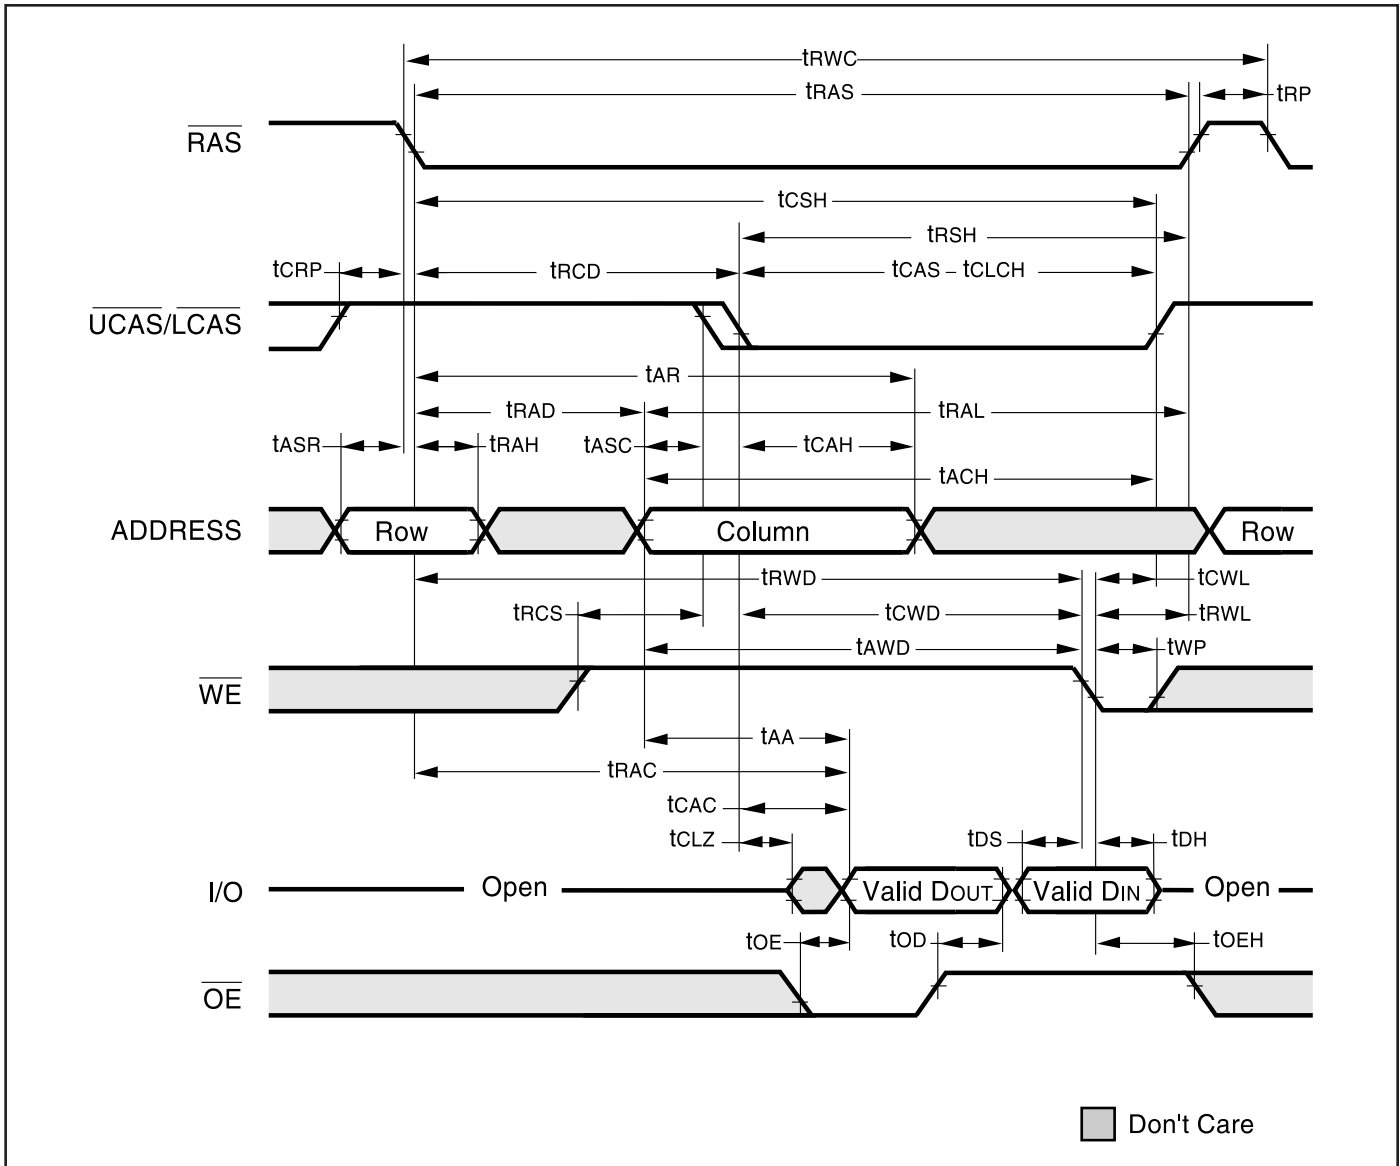 tRWC
tRAS
tRP
RAS
tCSH
tRSH
tCRP
tRCD
tCAS – tCLCH
UCAS/LCAS
tAR
tRAD
tRAL
tASR
tRAH
tASC
tCAH
tACH
ADDRESS
Row
Column
Row
tRWD
tCWL
tRCS
tCWD
tRWL
tAWD
tWP
WE
tAA
tRAC
tCAC
tCLZ
tDS
tDH
I/O
Open
Valid DOUT
Valid DIN
Open
tOE
tOD
tOEH
OE
Don't Care